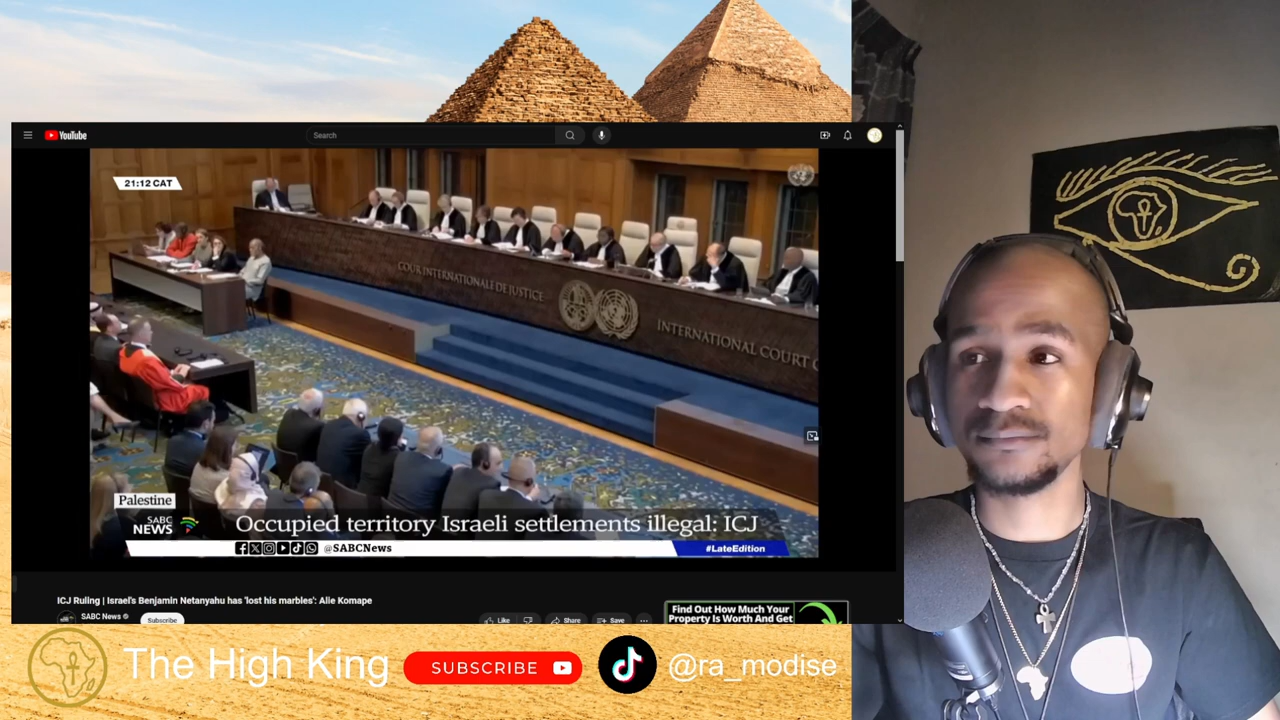 YouTube
Search
21:12 CAT
COUR INTERNATIONALE DE JUSTICE
INTERNATIONAL COURT
Palestine
SABC
NEWS
Occupied territory Israeli settlements illegal: ICJ
@SABCNews
#LateEdition
ICJ Ruling | Israel's Benjamin Netanyahu has 'lost his marbles': Alie Komape
SABC News
Subscribe
Like
Share
Save
Find Out How Much Your
Property Is Worth And Get
The High King
SUBSCRIBE
@ra_modise